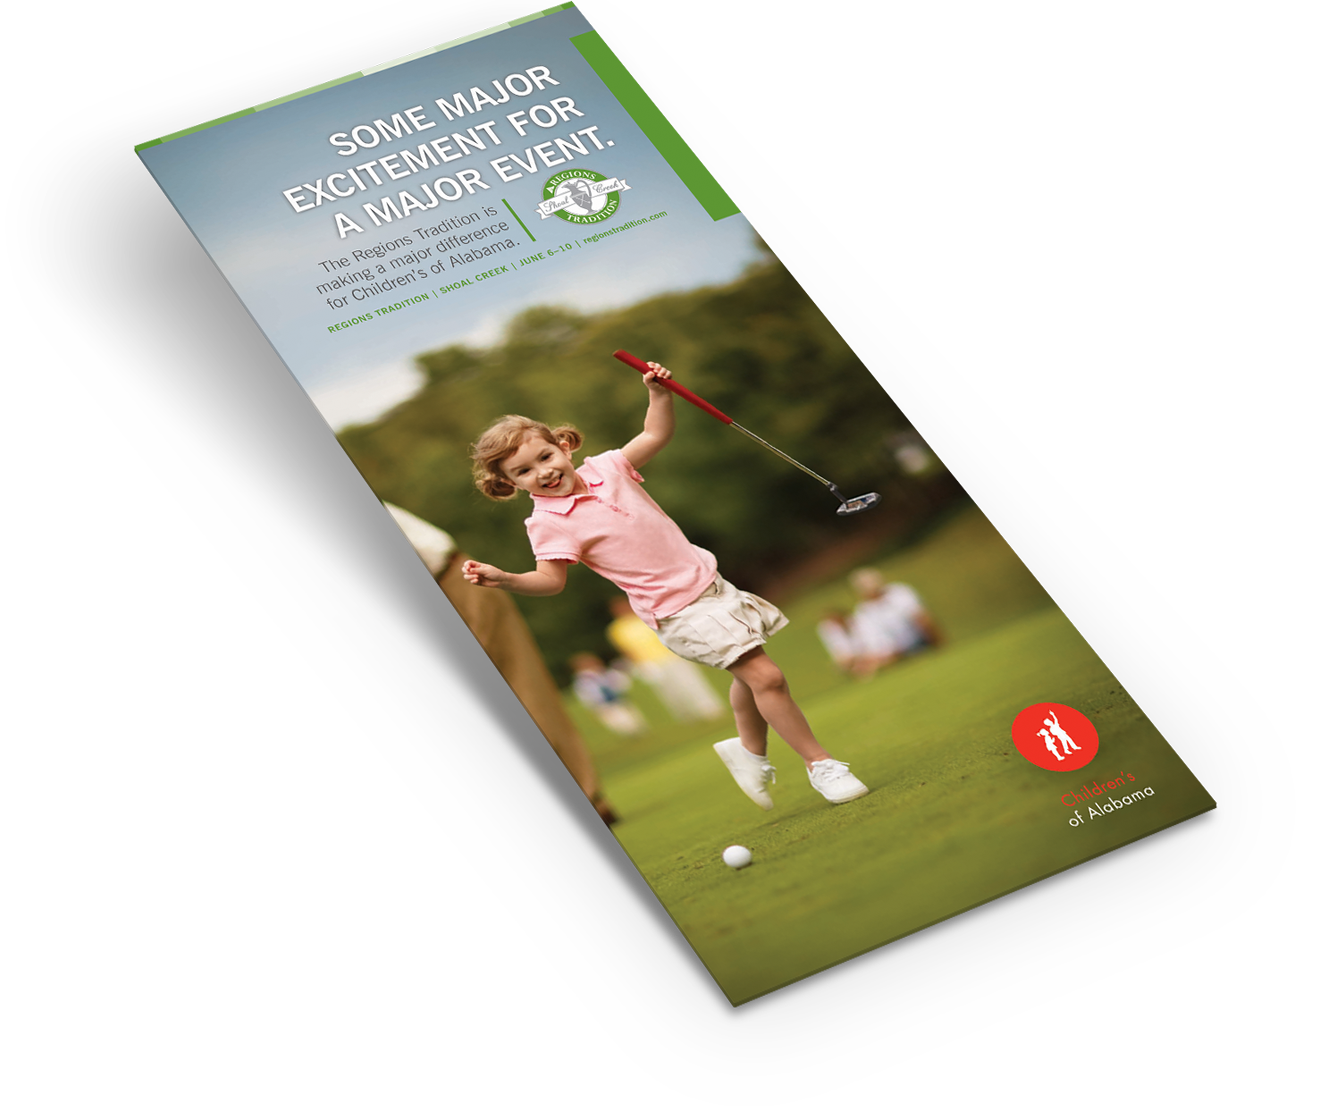 SOME MAJOR
EXCITEMENT FOR
A MAJOR EVENT.
The Regions Tradition is
making a major difference
for Children's of Alabama.
REGIONS
Shoal Creek
TRADITION
REGIONS TRADITION | SHOAL CREEK | JUNE 6–10 | regionstradition.com
Children's
of Alabama